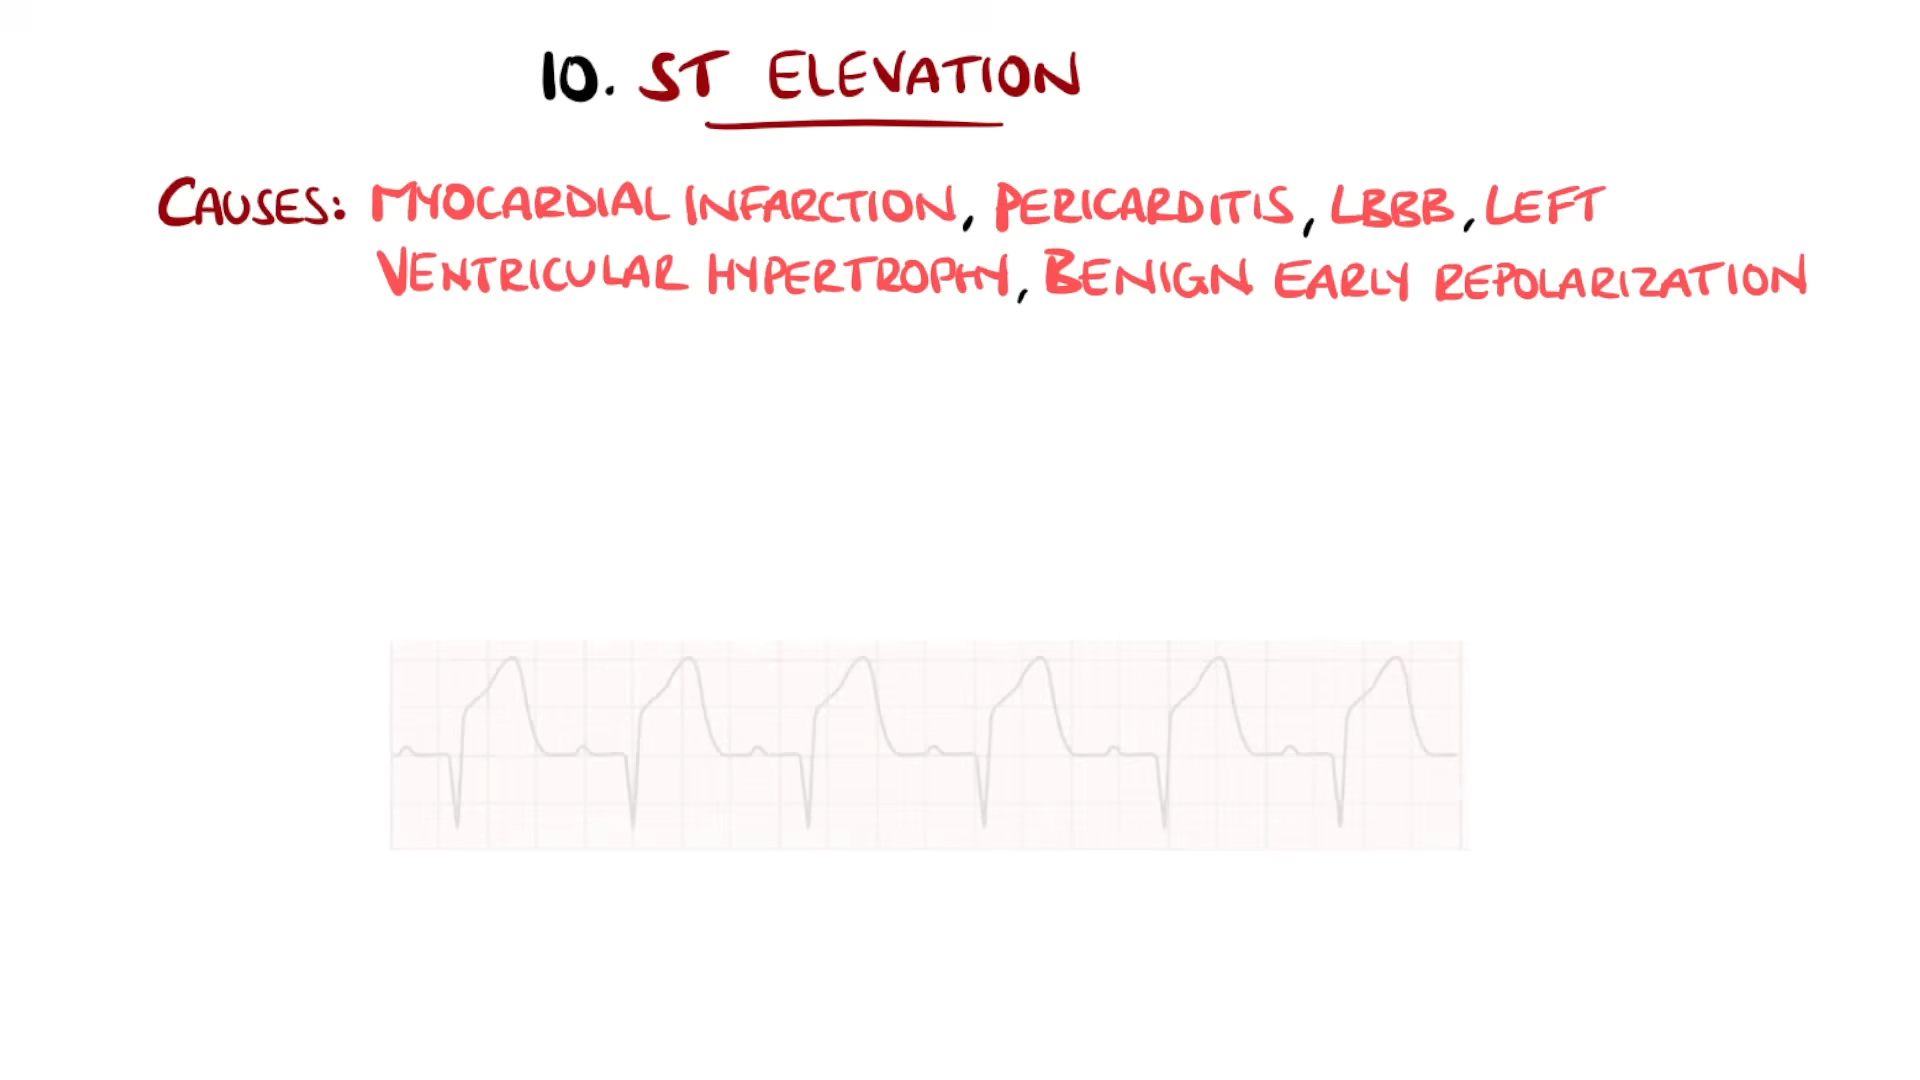 10. ST ELEVATION
CAUSES: MYOCARDIAL INFARCTION, PERICARDITIS, LBBB, LEFT
VENTRICULAR HYPERTROPHY, BENIGN EARLY REPOLARIZATION